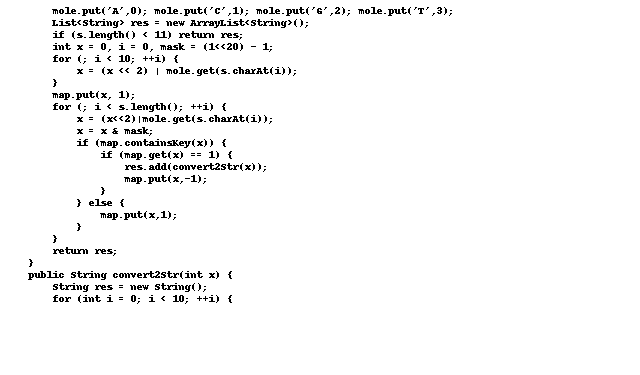 mole.put('A',0); mole.put('C',1); mole.put('G',2); mole.put('T',3);
List<String> res = new ArrayList<String>();
if (s.length() < 11) return res;
int x = 0, i = 0, mask = (1<<20) - 1;
for (; i < 10; ++i) {
x = (x << 2) | mole.get(s.charAt(i));
}
map.put(x, 1);
for (; i < s.length(); ++i) {
x = (x<<2)|mole.get(s.charAt(i));
x = x & mask;
if (map.containsKey(x)) {
if (map.get(x) == 1) {
res.add(convert2Str(x));
map.put(x,-1);
}
} else {
map.put(x,1);
}
}
return res;
}
public String convert2Str(int x) {
String res = new String();
for (int i = 0; i < 10; ++i) {